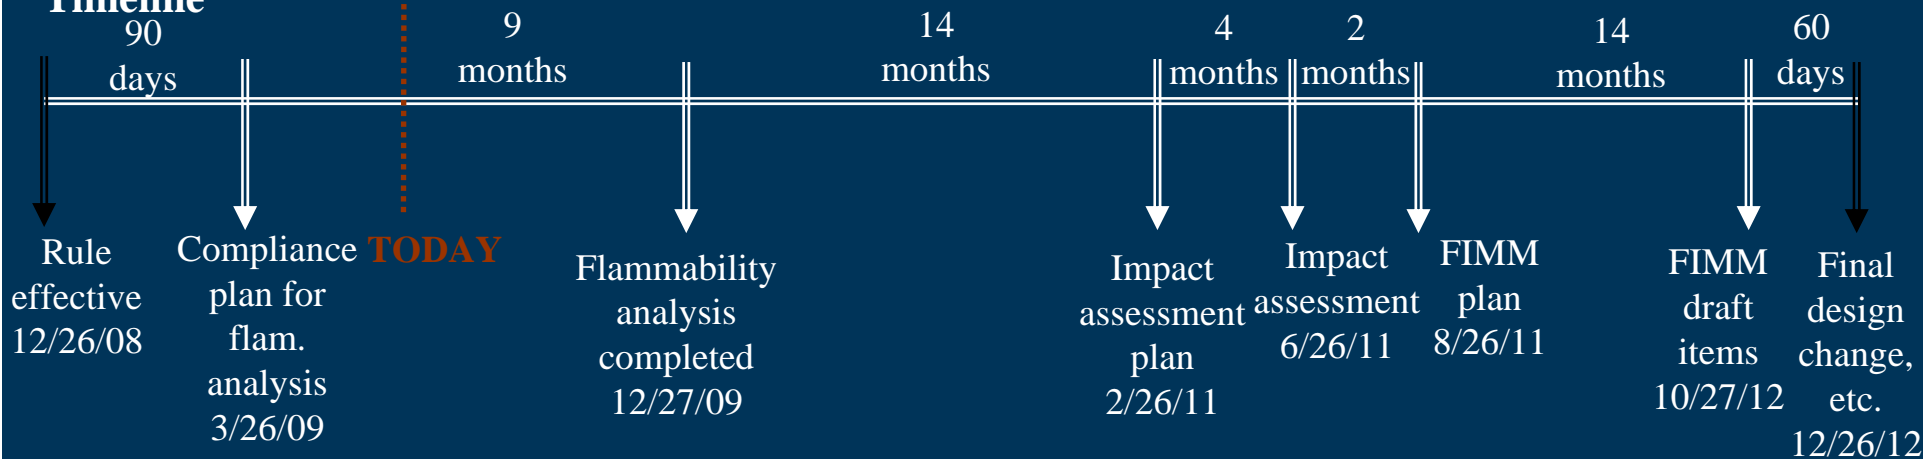 Timeline
90
days
9
months
14
months
4
months
2
months
14
months
60
days
Rule
effective
12/26/08
Compliance
plan for
flam.
analysis
3/26/09
TODAY
Flammability
analysis
completed
12/27/09
Impact
assessment
plan
2/26/11
Impact
assessment
6/26/11
FIMM
plan
8/26/11
FIMM
draft
items
10/27/12
Final
design
change,
etc.
12/26/12